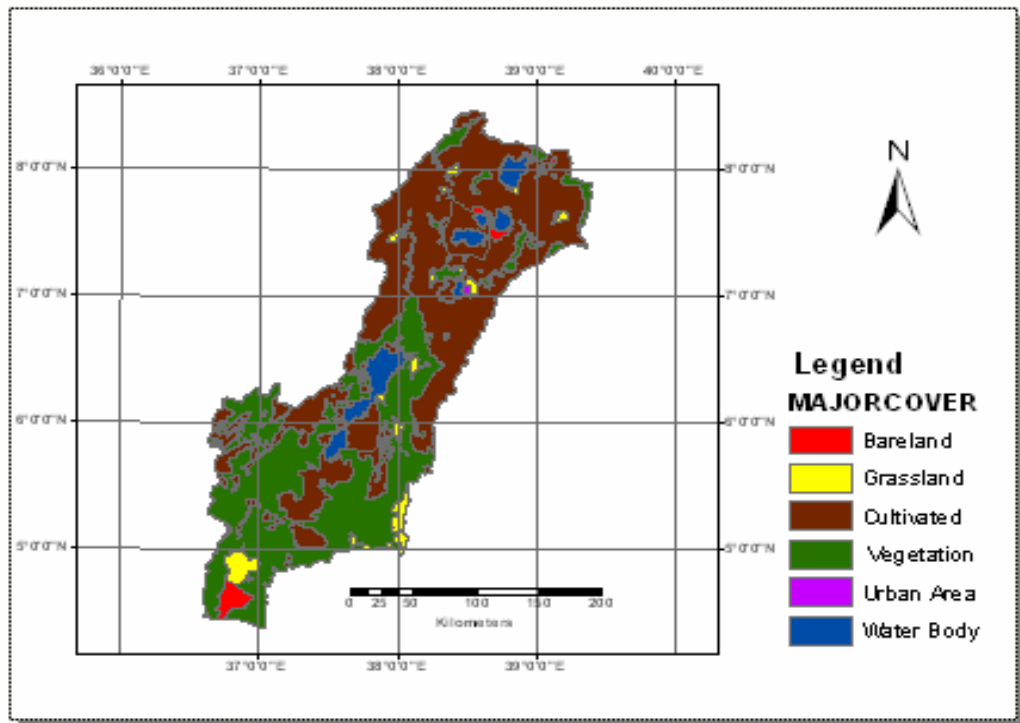 36°0'0"E 37°0'0"E 38°0'0"E 39°0'0"E 40°0'0"E
8°0'0"N 8°0'0"N
7°0'0"N 7°0'0"N
6°0'0"N 6°0'0"N
5°0'0"N 5°0'0"N
37°0'0"E 38°0'0"E 39°0'0"E
0 25 50 100 150 200
Kilometers
N
Legend
MAJORCOVER
Bareland
Grassland
Cultivated
Vegetation
Urban Area
Water Body